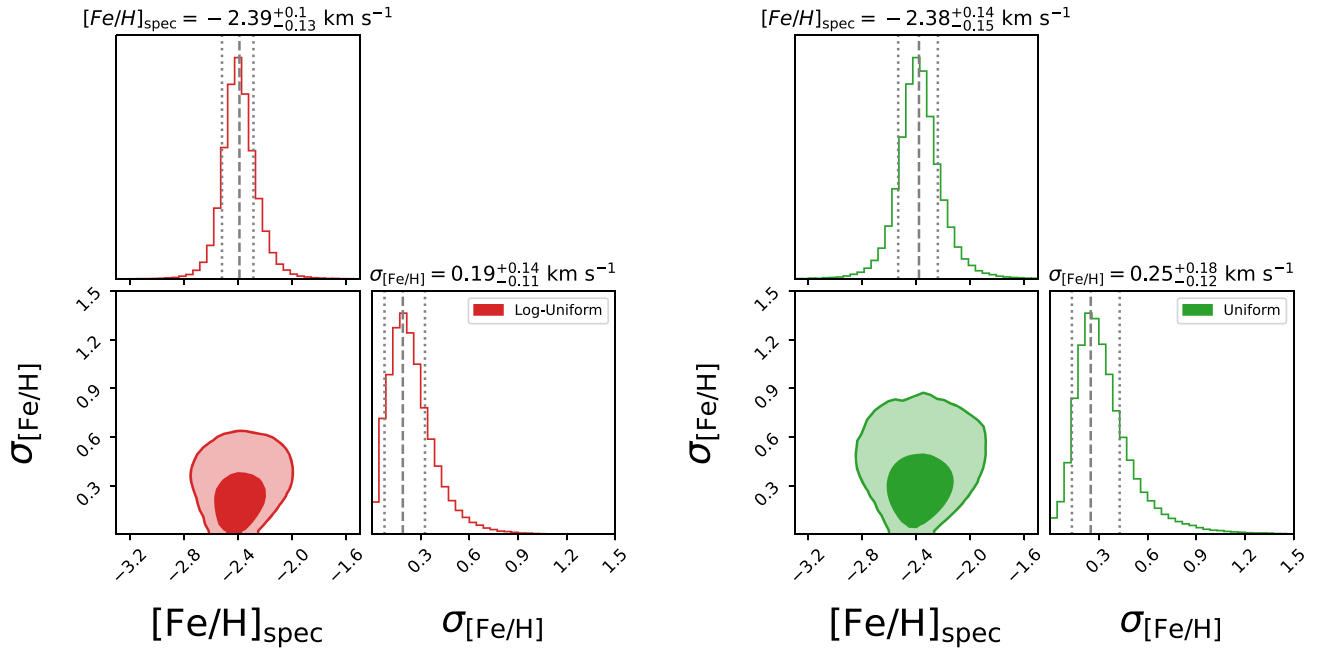 [Fe/H]spec = −2.39 +0.1 −0.13 km s−1
[Fe/H]spec = −2.38 +0.14 −0.15 km s−1
σ[Fe/H] = 0.19 +0.14 −0.11 km s−1
σ[Fe/H] = 0.25 +0.18 −0.12 km s−1
Log-Uniform
Uniform
1.5
1.2
0.9
0.6
0.3
σ[Fe/H]
1.5
1.2
0.9
0.6
0.3
σ[Fe/H]
−3.2 −2.8 −2.4 −2.0 −1.6
0.3 0.6 0.9 1.2 1.5
−3.2 −2.8 −2.4 −2.0 −1.6
0.3 0.6 0.9 1.2 1.5
[Fe/H]spec
σ[Fe/H]
[Fe/H]spec
σ[Fe/H]